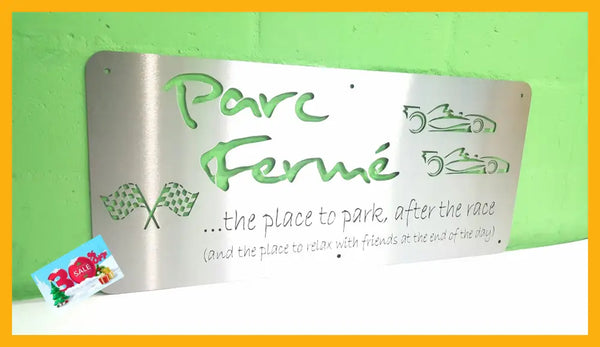 Parc
Fermé
...the place to park, after the race
(and the place to relax with friends at the end of the day)
SALE